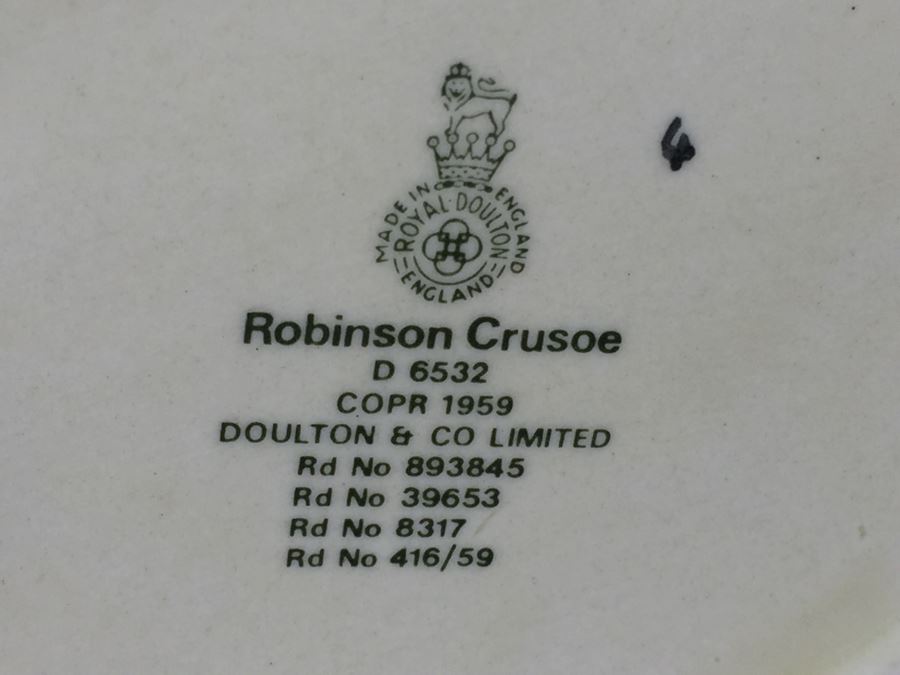 MADE IN ENGLAND
ROYAL·DOULTON
ENGLAND
4
Robinson Crusoe
D 6532
COPR 1959
DOULTON & CO LIMITED
Rd No 893845
Rd No 39653
Rd No 8317
Rd No 416/59